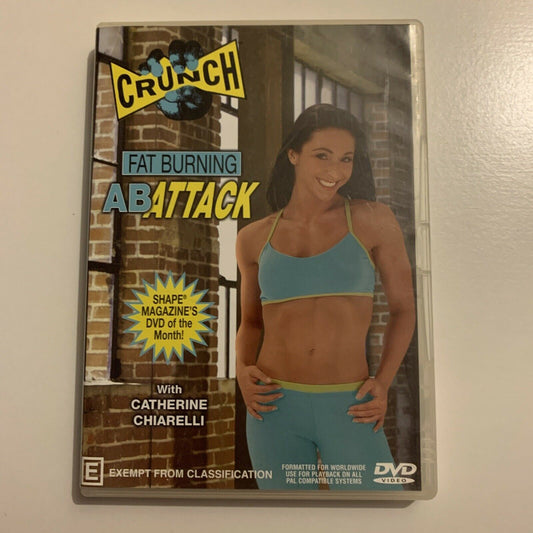 CRUNCH
FAT BURNING
ABATTACK
SHAPE®
MAGAZINE'S
DVD of the
Month!
With
CATHERINE
CHIARELLI
E EXEMPT FROM CLASSIFICATION
FORMATTED FOR WORLDWIDE
USE FOR PLAYBACK ON ALL
PAL COMPATIBLE SYSTEMS
DVD
VIDEO